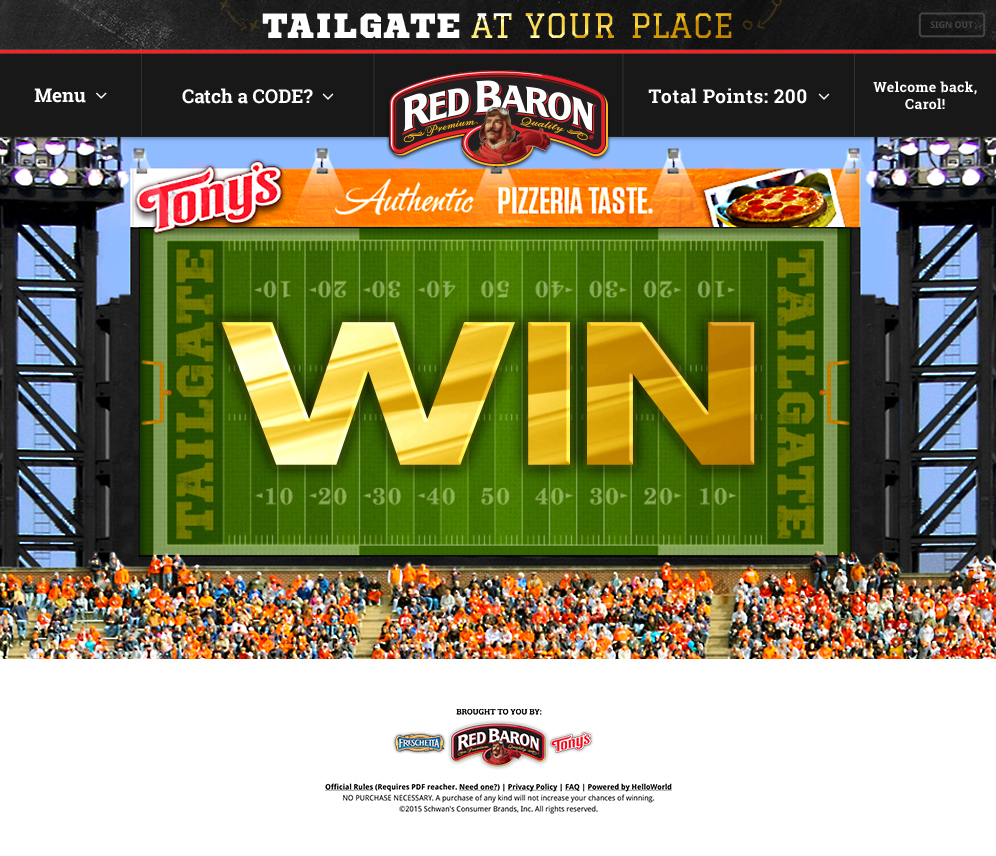 TAILGATE AT YOUR PLACE
SIGN OUT
Menu
Catch a CODE?
RED BARON
Premium Quality
Total Points: 200
Welcome back,
Carol!
Tony's
Authentic PIZZERIA TASTE.
TAILGATE
10 20 30 40 50 40 30 20 10
WIN
10 20 30 40 50 40 30 20 10
TAILGATE
BROUGHT TO YOU BY:
FRESCHETTA
RED BARON
Premium Quality
Tony's
Official Rules (Requires PDF reacher. Need one?) | Privacy Policy | FAQ | Powered by HelloWorld
NO PURCHASE NECESSARY. A purchase of any kind will not increase your chances of winning.
©2015 Schwan's Consumer Brands, Inc. All rights reserved.